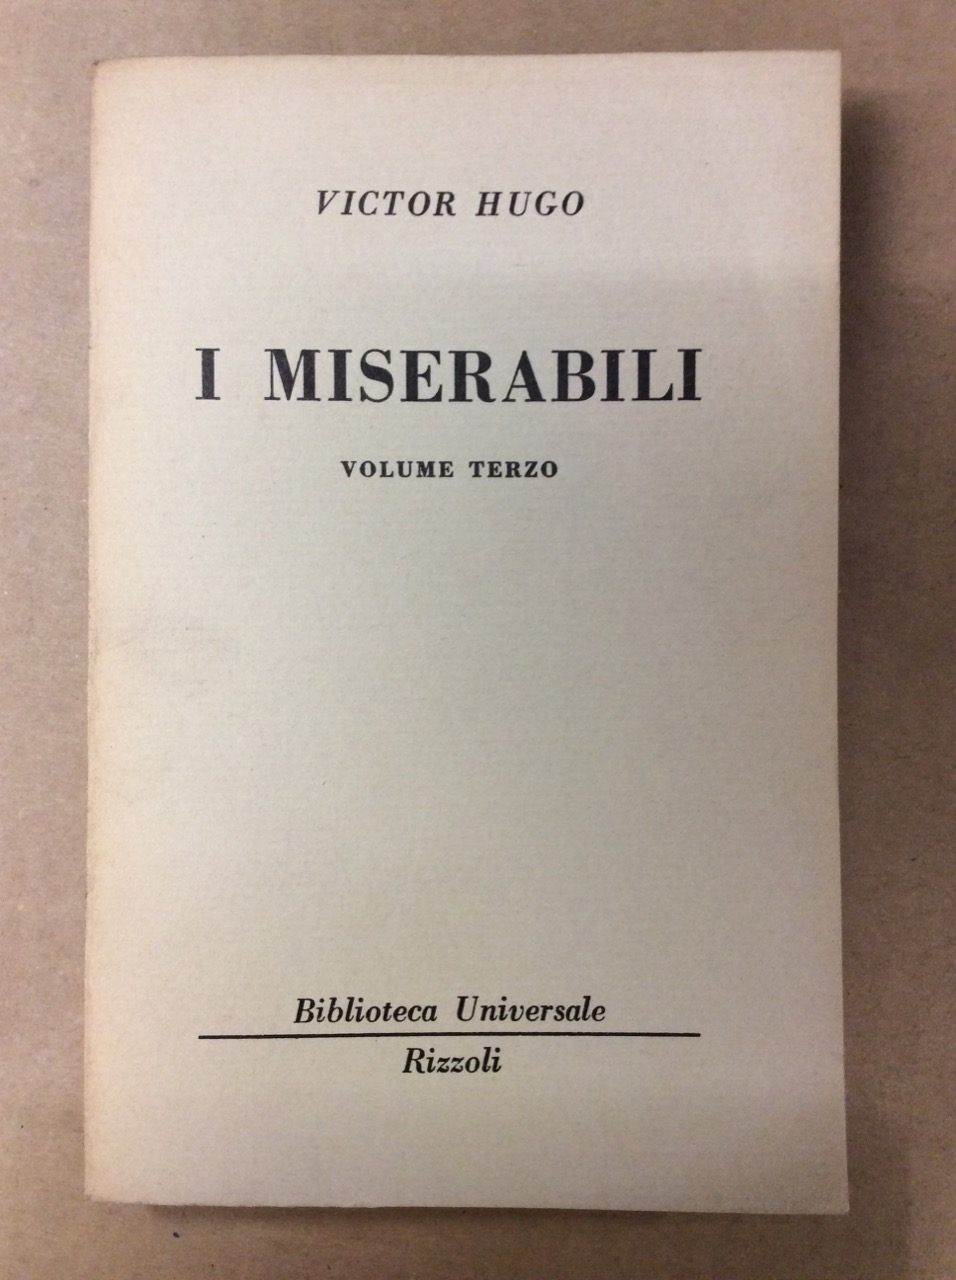 VICTOR HUGO
I MISERABILI
VOLUME TERZO
Biblioteca Universale
Rizzoli